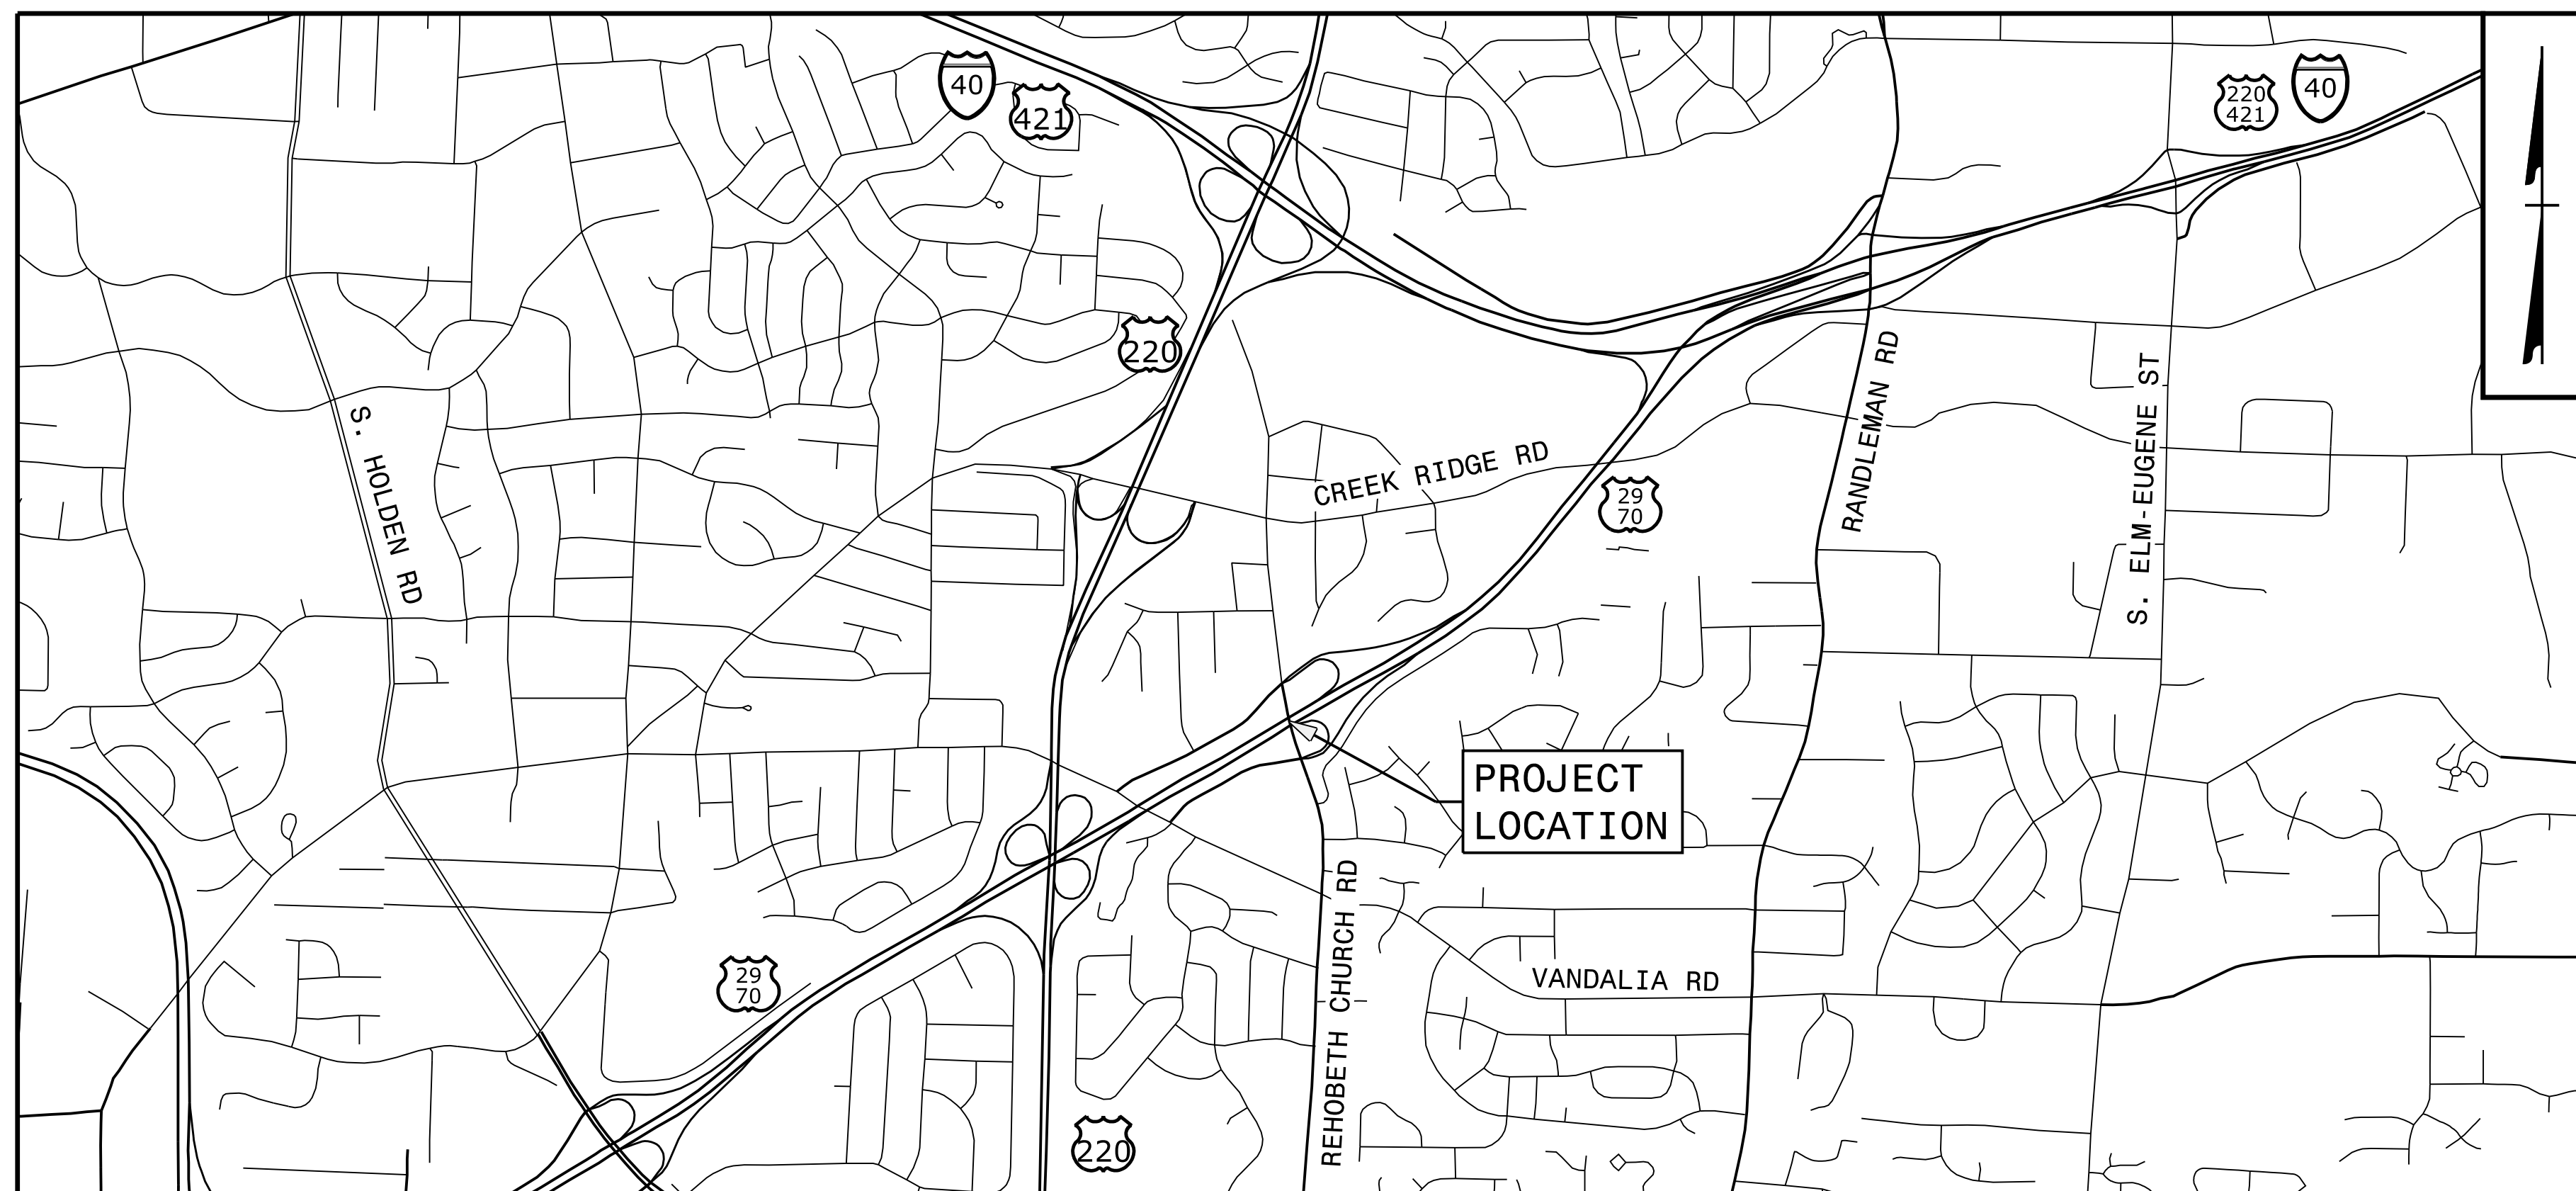 40
421
220
421
40
220
S. HOLDEN RD
CREEK RIDGE RD
29
70
RANDLEMAN RD
S. ELM-EUGENE ST
PROJECT
LOCATION
REHOBETH CHURCH RD
VANDALIA RD
29
70
220